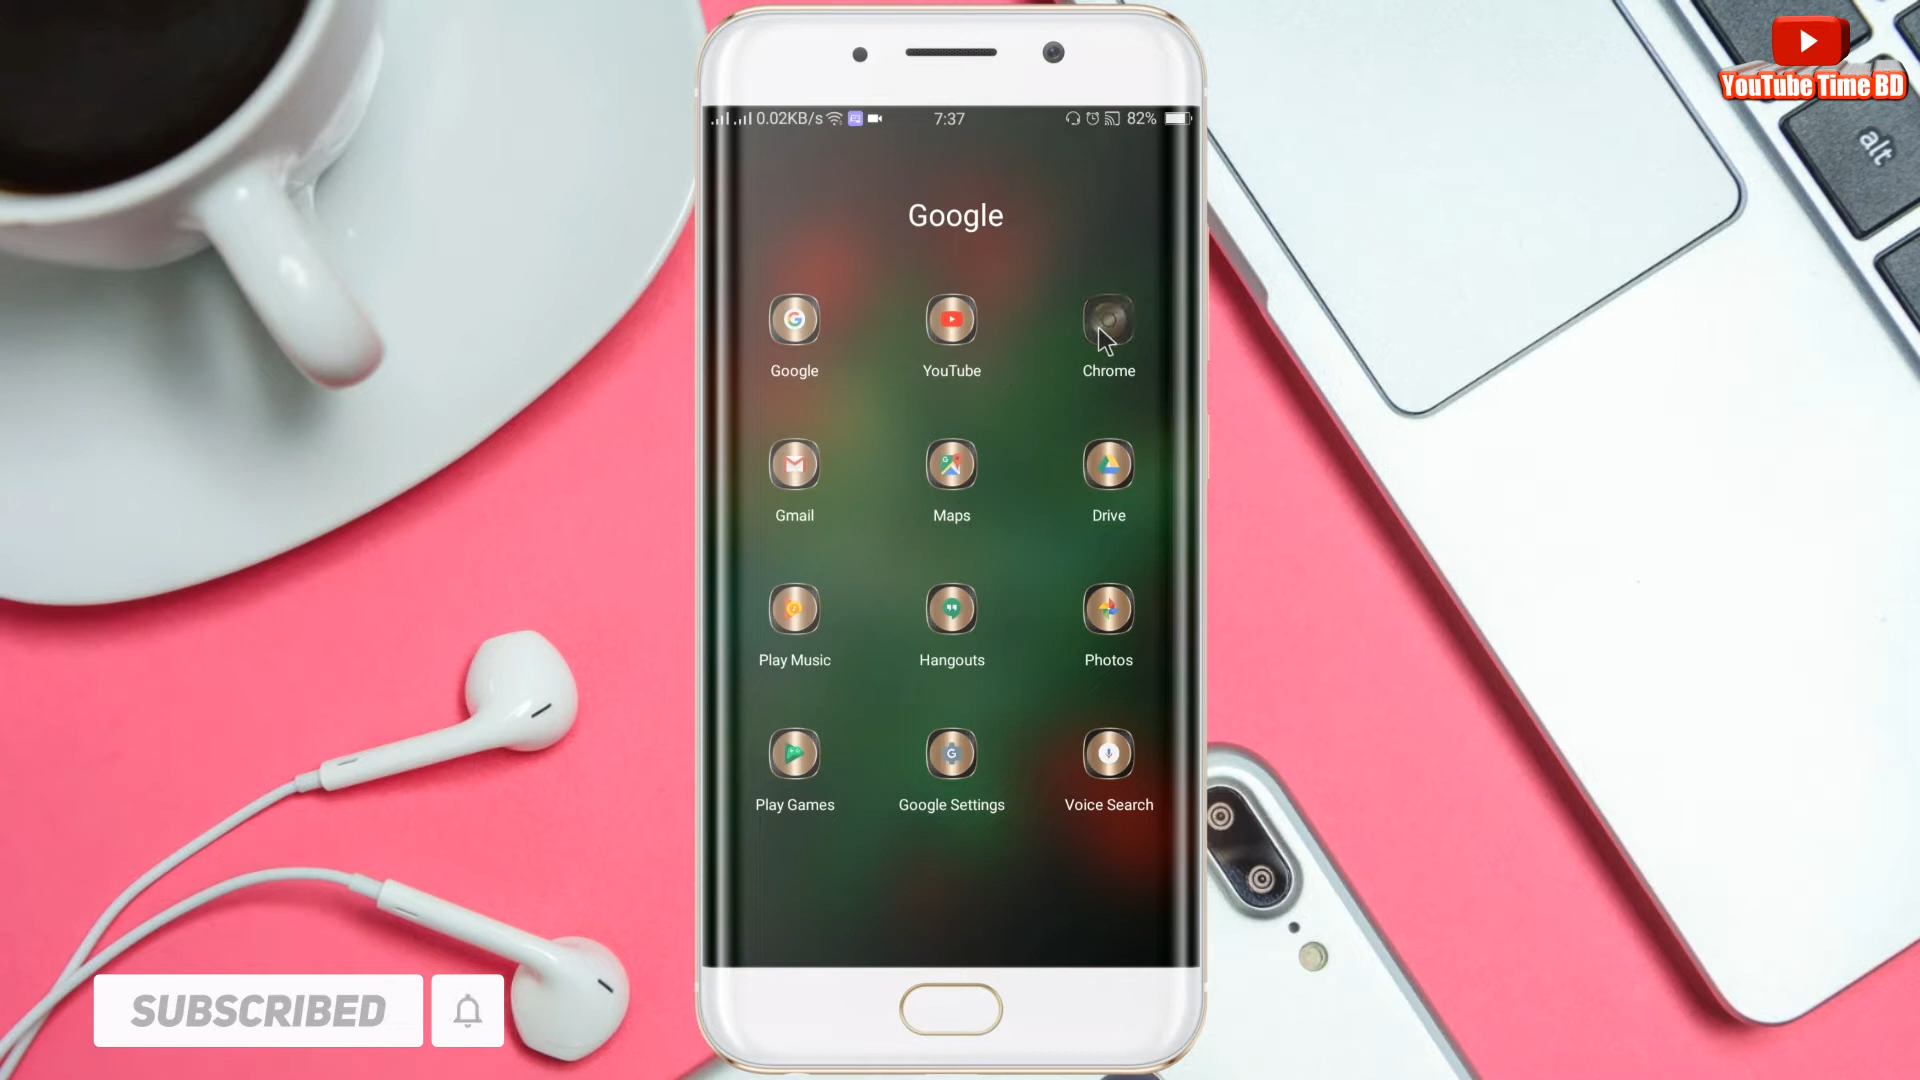 YouTube Time BD
alt
0.02KB/s 7:37 82%
Google
Google YouTube Chrome
Gmail Maps Drive
Play Music Hangouts Photos
Play Games Google Settings Voice Search
SUBSCRIBED